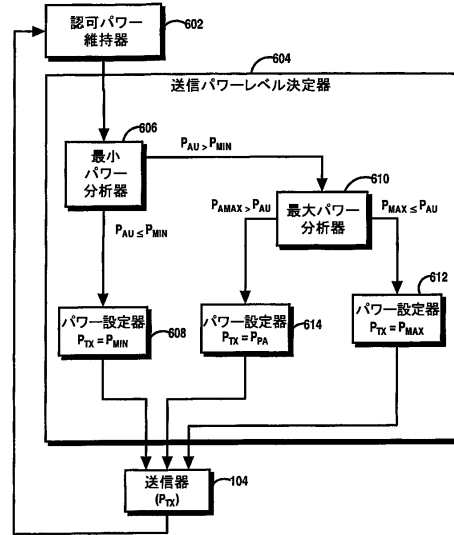 認可パワー
維持器
602
604
送信パワーレベル決定器
606
最小
パワー
分析器
P_AU > P_MIN
610
最大パワー
分析器
P_AMAX > P_AU
P_MAX ≤ P_AU
P_AU ≤ P_MIN
612
パワー設定器
P_TX = P_MAX
パワー設定器
P_TX = P_MIN
608
パワー設定器
P_TX = P_PA
614
送信器
(P_TX)
104